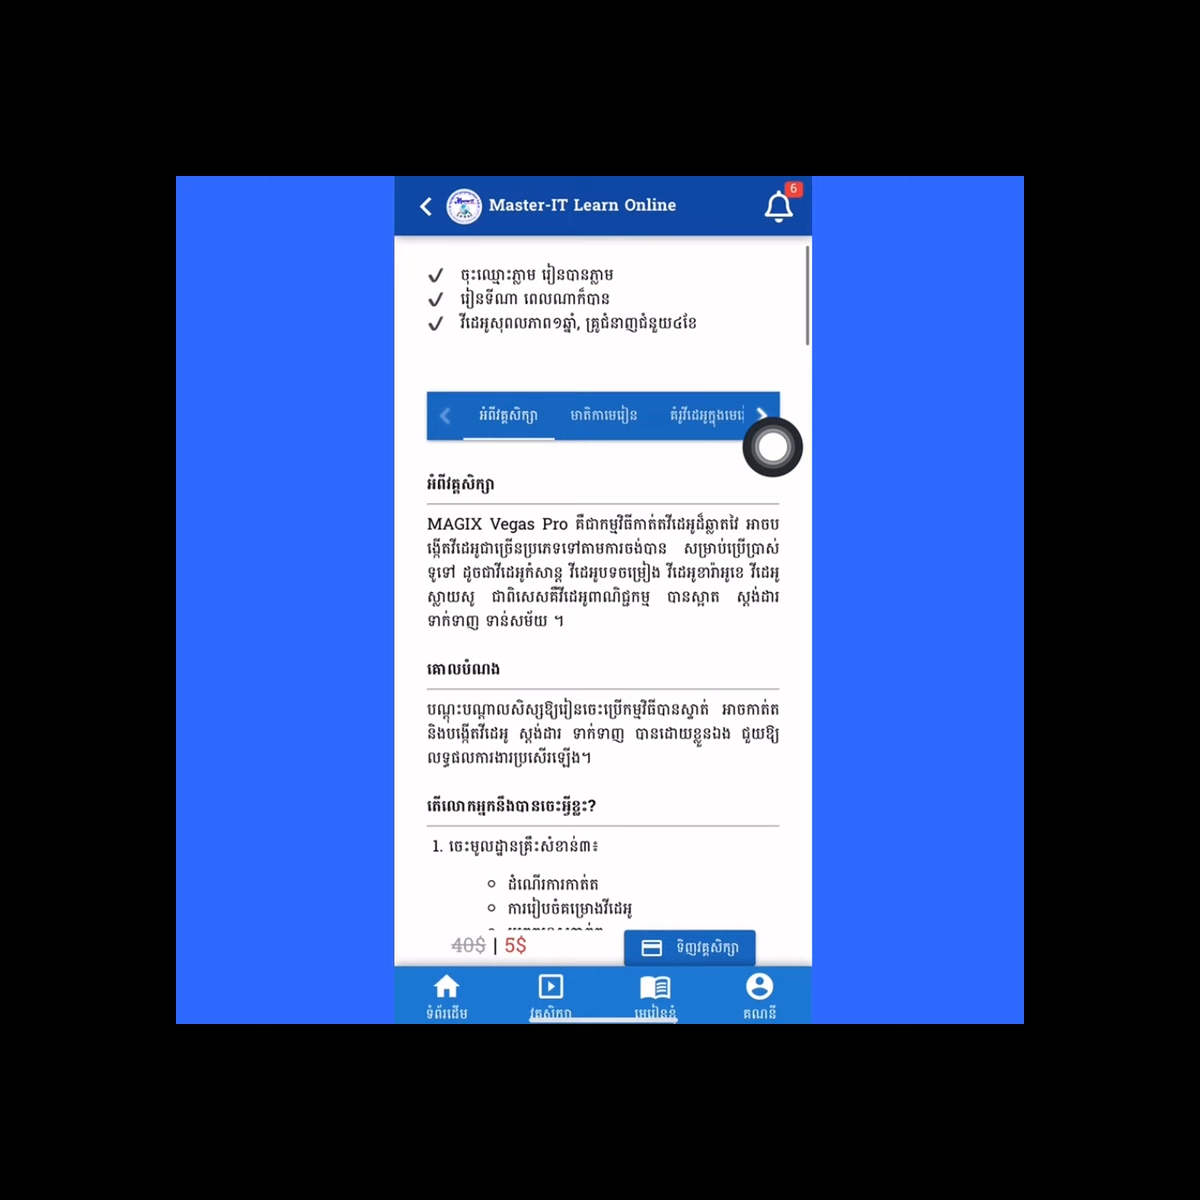 6
Master-IT Learn Online
ចុះឈ្មោះភ្លាម រៀនបានភ្លាម
រៀនទីណា ពេលណាក៏បាន
វីដេអូសុពលភាព១ឆ្នាំ, គ្រូជំនាញជំនួយ៤ខែ
អំពីវគ្គសិក្សា មាតិកាមេរៀន គំរូវីដេអូក្នុងមេរៀ
អំពីវគ្គសិក្សា
MAGIX Vegas Pro គឺជាកម្មវិធីកាត់តវីដេអូដ៏ឆ្លាតវៃ អាចប
ង្កើតវីដេអូជាច្រើនប្រភេទទៅតាមការចង់បាន សម្រាប់ប្រើប្រាស់
ទូទៅ ដូចជាវីដេអូកំសាន្ត វីដេអូបទចម្រៀង វីដេអូខារ៉ាអូខេ វីដេអូ
ស្លាយសូ ជាពិសេសគឺវីដេអូពាណិជ្ជកម្ម បានស្អាត ស្តង់ដារ
ទាក់ទាញ ទាន់សម័យ ។
គោលបំណង
បណ្តុះបណ្តាលសិស្សឱ្យរៀនចេះប្រើកម្មវិធីបានស្ទាត់ អាចកាត់ត
និងបង្កើតវីដេអូ ស្តង់ដារ ទាក់ទាញ បានដោយខ្លួនឯង ជួយឱ្យ
លទ្ធផលការងារប្រសើរឡើង។
តើលោកអ្នកនឹងបានចេះអ្វីខ្លះ?
1. ចេះមូលដ្ឋានគ្រឹះសំខាន់៣៖
ដំណើរការកាត់ត
ការរៀបចំគម្រោងវីដេអូ
40$ | 5$ ទិញវគ្គសិក្សា
ទំព័រដើម វគ្គសិក្សា មេរៀនខ្ញុំ គណនី